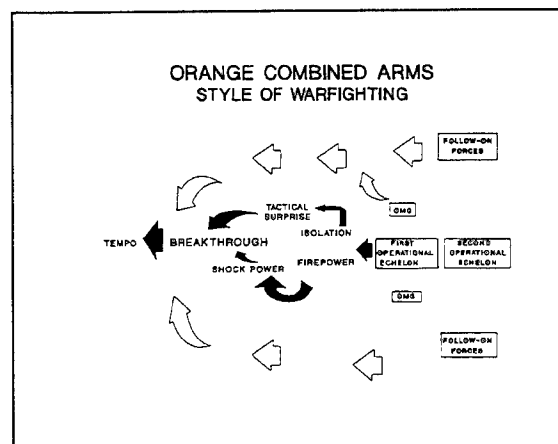 ORANGE COMBINED ARMS
STYLE OF WARFIGHTING
FOLLOW-ON
FORCES
OMG
TACTICAL
SURPRISE
ISOLATION
TEMPO
BREAKTHROUGH
SHOCK POWER
FIREPOWER
FIRST
OPERATIONAL
ECHELON
SECOND
OPERATIONAL
ECHELON
OMG
FOLLOW-ON
FORCES